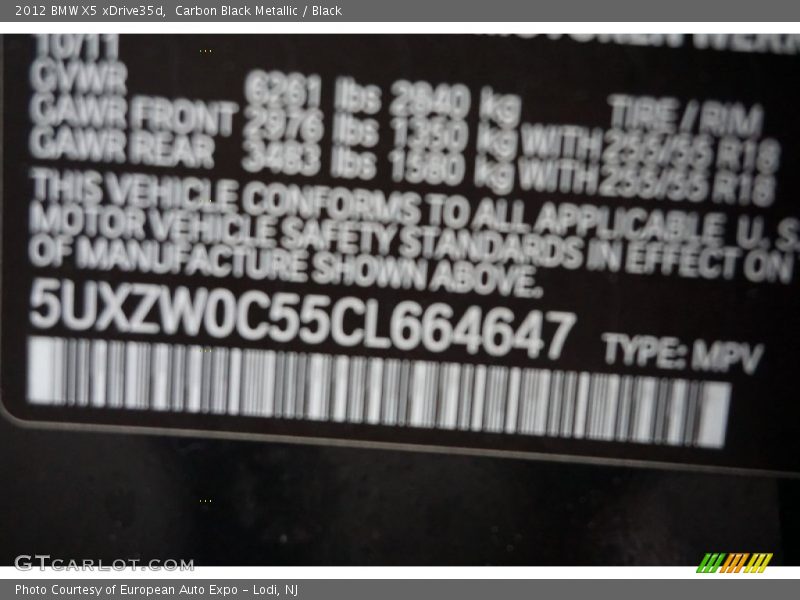 2012 BMW X5 xDrive35d,  Carbon Black Metallic / Black
10/11
GVWR 6261 lbs 2840 kg
GAWR FRONT 2976 lbs 1350 kg WITH 255/55 R18
GAWR REAR 3483 lbs 1580 kg WITH 255/55 R18
TIRE / RIM
THIS VEHICLE CONFORMS TO ALL APPLICABLE U. S.
MOTOR VEHICLE SAFETY STANDARDS IN EFFECT ON
OF MANUFACTURE SHOWN ABOVE.
5UXZW0C55CL664647 TYPE: MPV
GTCARLOT.COM
Photo Courtesy of European Auto Expo - Lodi, NJ